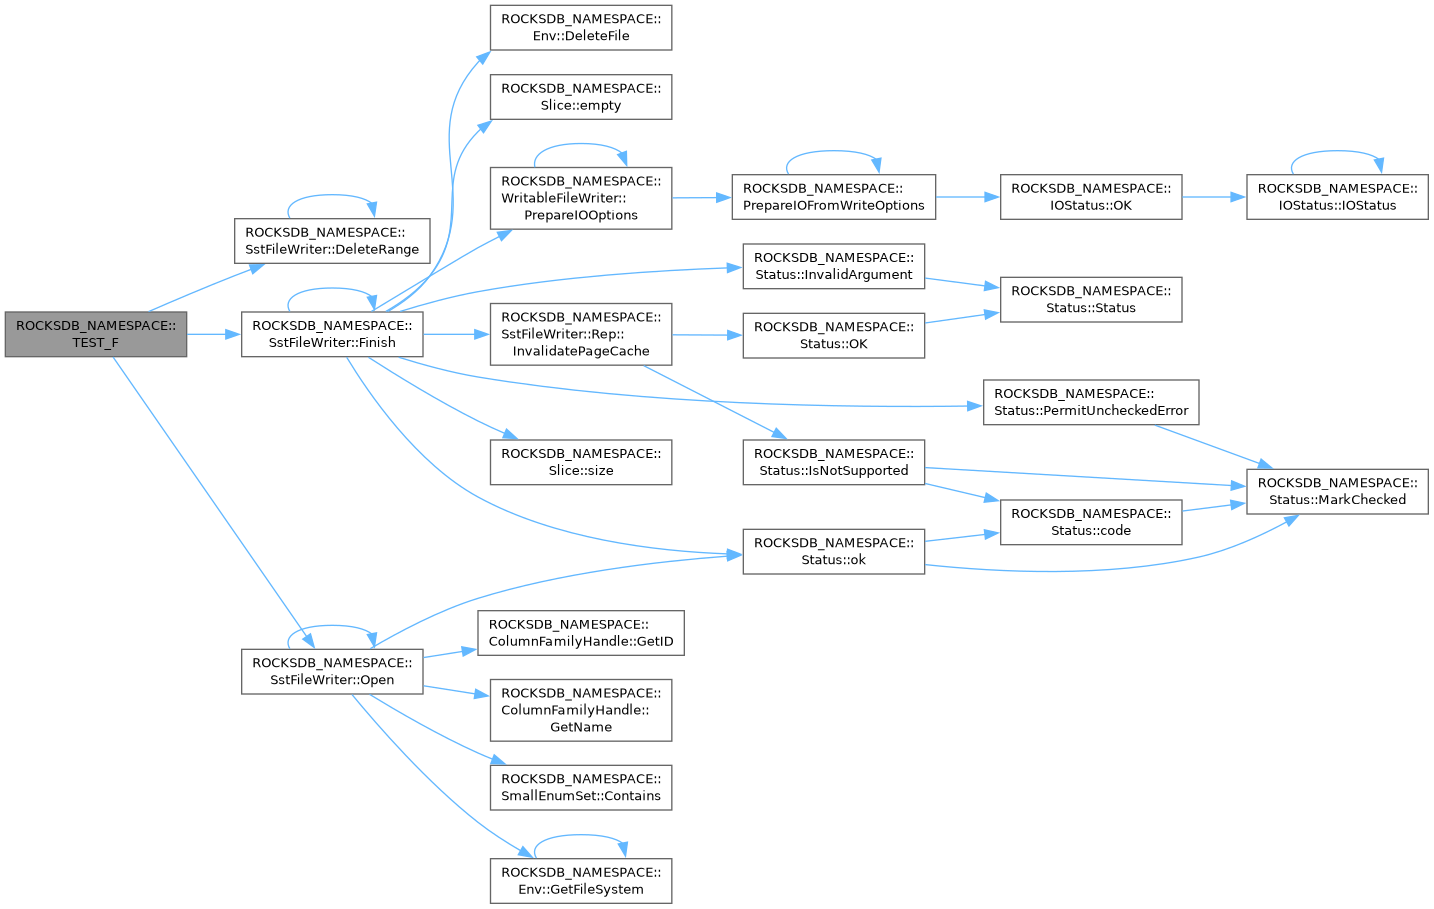 ROCKSDB_NAMESPACE::
TEST_F
ROCKSDB_NAMESPACE::
SstFileWriter::DeleteRange
ROCKSDB_NAMESPACE::
SstFileWriter::Finish
ROCKSDB_NAMESPACE::
SstFileWriter::Open
ROCKSDB_NAMESPACE::
Env::DeleteFile
ROCKSDB_NAMESPACE::
Slice::empty
ROCKSDB_NAMESPACE::
WritableFileWriter::
PrepareIOOptions
ROCKSDB_NAMESPACE::
SstFileWriter::Rep::
InvalidatePageCache
ROCKSDB_NAMESPACE::
Slice::size
ROCKSDB_NAMESPACE::
ColumnFamilyHandle::GetID
ROCKSDB_NAMESPACE::
ColumnFamilyHandle::
GetName
ROCKSDB_NAMESPACE::
SmallEnumSet::Contains
ROCKSDB_NAMESPACE::
Env::GetFileSystem
ROCKSDB_NAMESPACE::
PrepareIOFromWriteOptions
ROCKSDB_NAMESPACE::
Status::InvalidArgument
ROCKSDB_NAMESPACE::
Status::OK
ROCKSDB_NAMESPACE::
Status::IsNotSupported
ROCKSDB_NAMESPACE::
Status::ok
ROCKSDB_NAMESPACE::
IOStatus::OK
ROCKSDB_NAMESPACE::
Status::Status
ROCKSDB_NAMESPACE::
Status::PermitUncheckedError
ROCKSDB_NAMESPACE::
Status::code
ROCKSDB_NAMESPACE::
IOStatus::IOStatus
ROCKSDB_NAMESPACE::
Status::MarkChecked